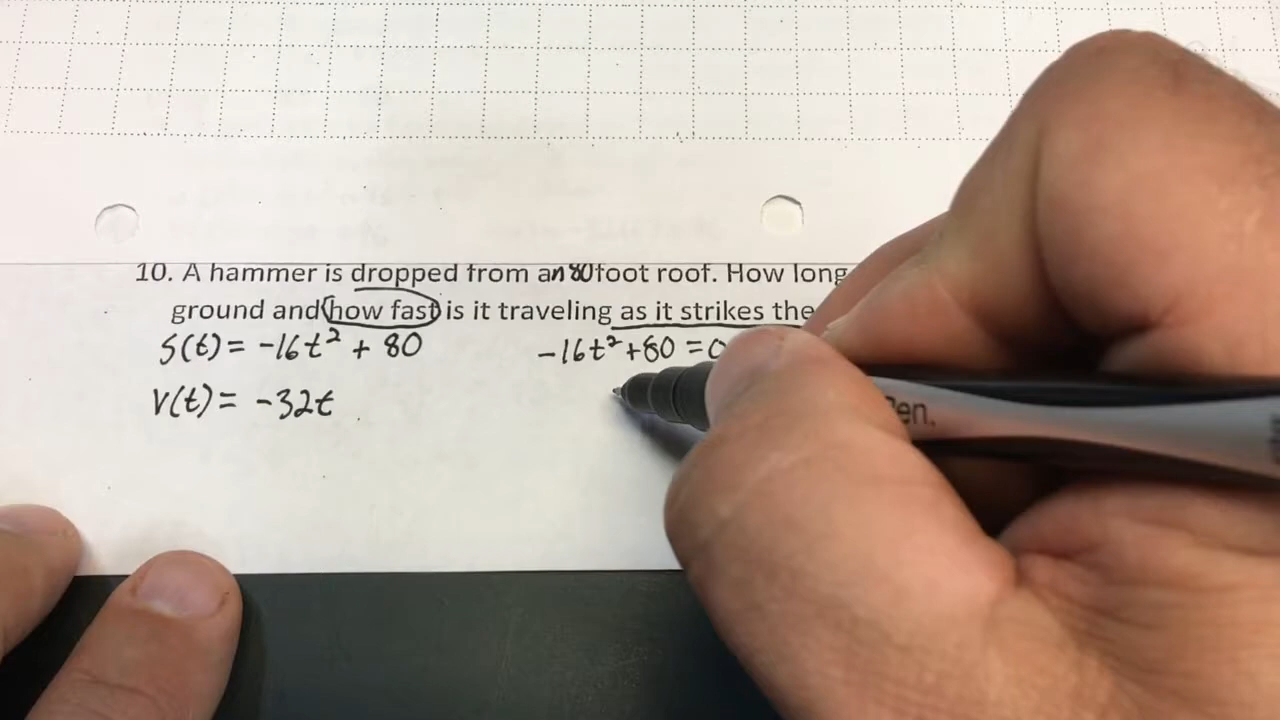 10. A hammer is dropped from an 80 foot roof. How long
ground and how fast is it traveling as it strikes the
s(t) = -16t² + 80
-16t² + 80 = 0
v(t) = -32t
Pen.